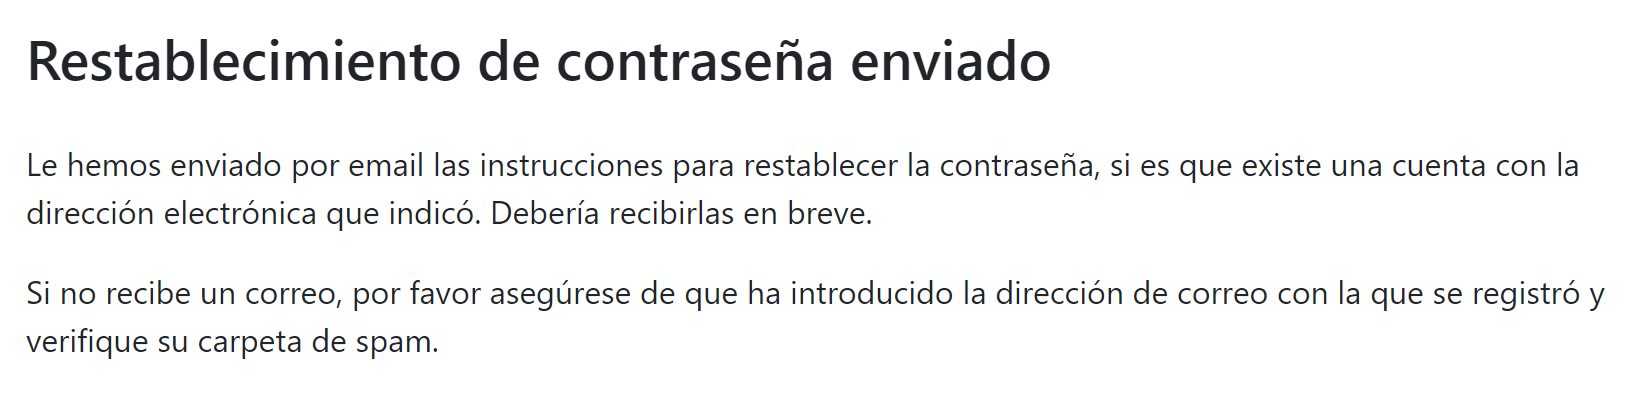 Restablecimiento de contraseña enviado
Le hemos enviado por email las instrucciones para restablecer la contraseña, si es que existe una cuenta con la
dirección electrónica que indicó. Debería recibirlas en breve.
Si no recibe un correo, por favor asegúrese de que ha introducido la dirección de correo con la que se registró y
verifique su carpeta de spam.